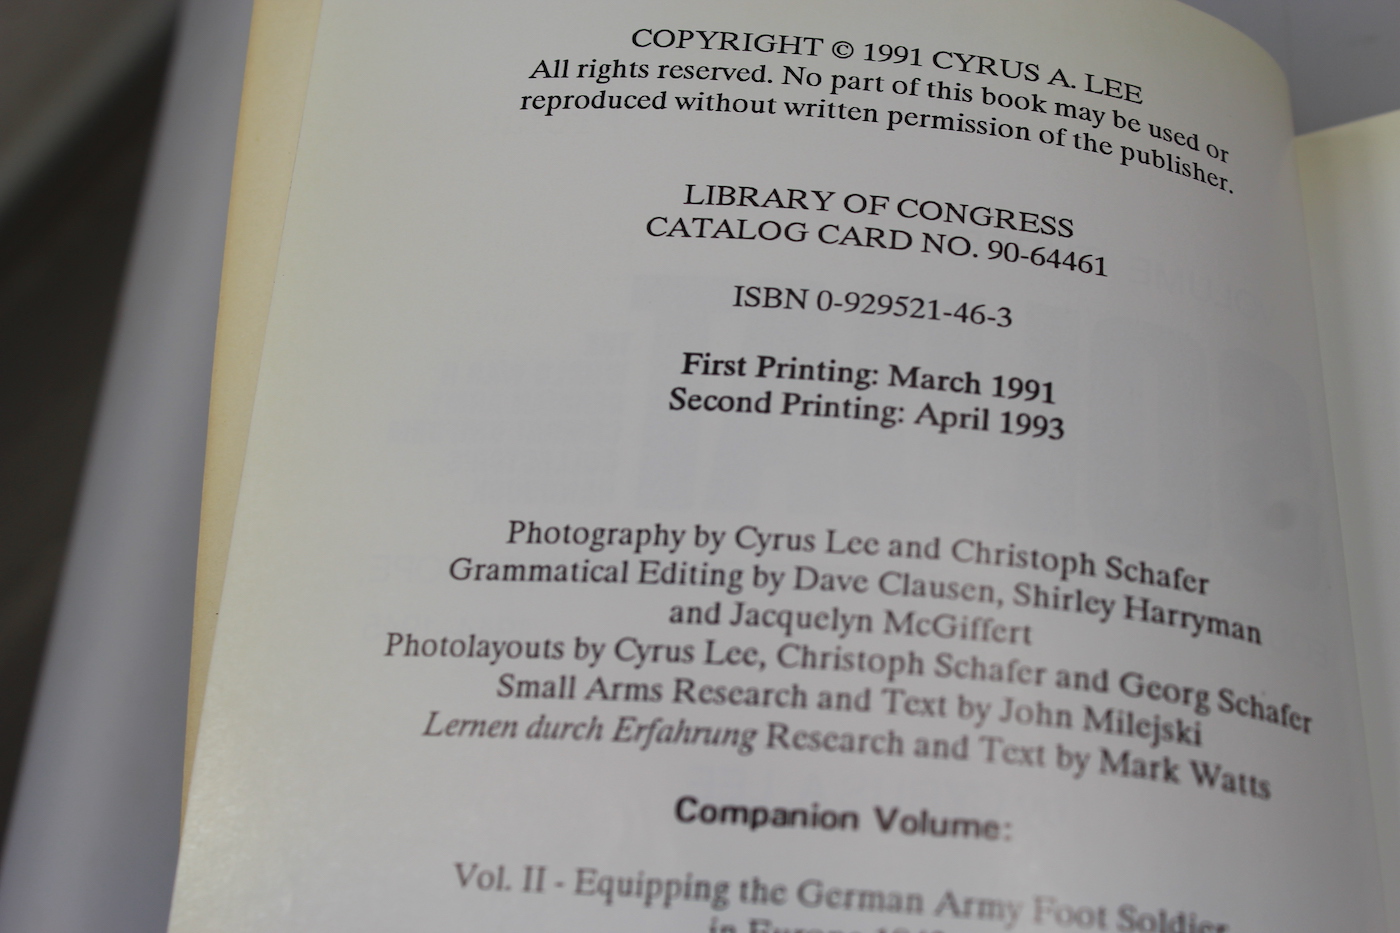 COPYRIGHT © 1991 CYRUS A. LEE
All rights reserved. No part of this book may be used or
reproduced without written permission of the publisher.
LIBRARY OF CONGRESS
CATALOG CARD NO. 90-64461
ISBN 0-929521-46-3
First Printing: March 1991
Second Printing: April 1993
Photography by Cyrus Lee and Christoph Schafer
Grammatical Editing by Dave Clausen, Shirley Harryman
and Jacquelyn McGiffert
Photolayouts by Cyrus Lee, Christoph Schafer and Georg Schafer
Small Arms Research and Text by John Milejski
Lernen durch Erfahrung Research and Text by Mark Watts
Companion Volume:
Vol. II - Equipping the German Army Foot Soldier
in Europe